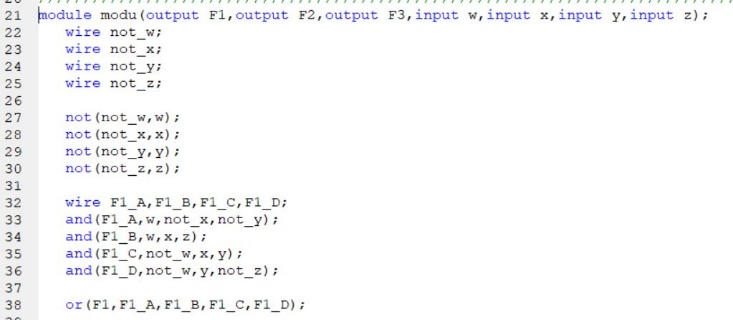 21 module modu(output F1,output F2,output F3,input w,input x,input y,input z);
22 wire not_w;
23 wire not_x;
24 wire not_y;
25 wire not_z;
26
27 not(not_w,w);
28 not(not_x,x);
29 not(not_y,y);
30 not(not_z,z);
31
32 wire F1_A,F1_B,F1_C,F1_D;
33 and(F1_A,w,not_x,not_y);
34 and(F1_B,w,x,z);
35 and(F1_C,not_w,x,y);
36 and(F1_D,not_w,y,not_z);
37
38 or(F1,F1_A,F1_B,F1_C,F1_D);